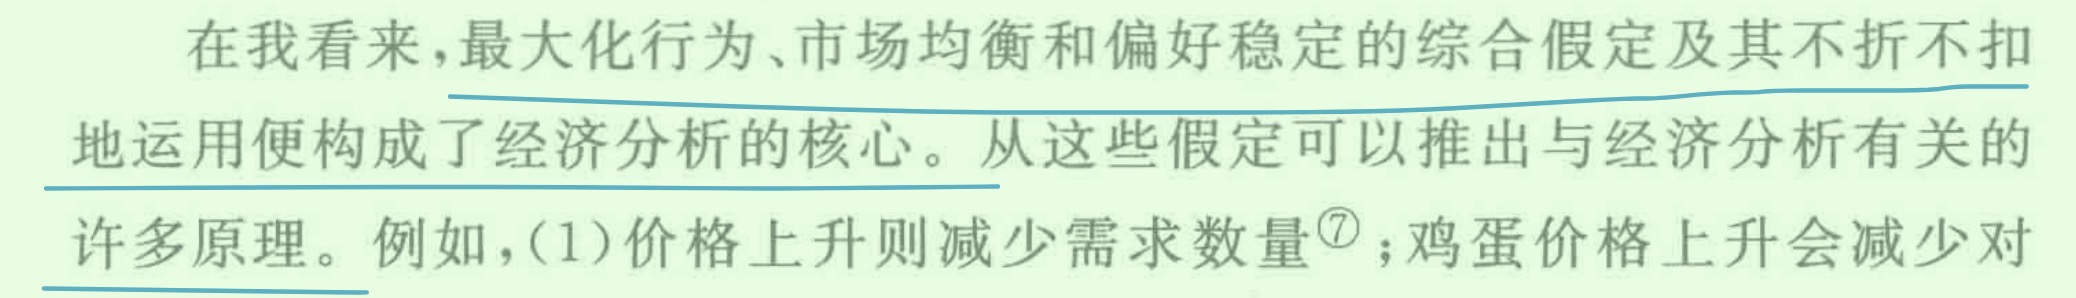 在我看来,最大化行为、市场均衡和偏好稳定的综合假定及其不折不扣
地运用便构成了经济分析的核心。从这些假定可以推出与经济分析有关的
许多原理。例如,(1)价格上升则减少需求数量⑦;鸡蛋价格上升会减少对